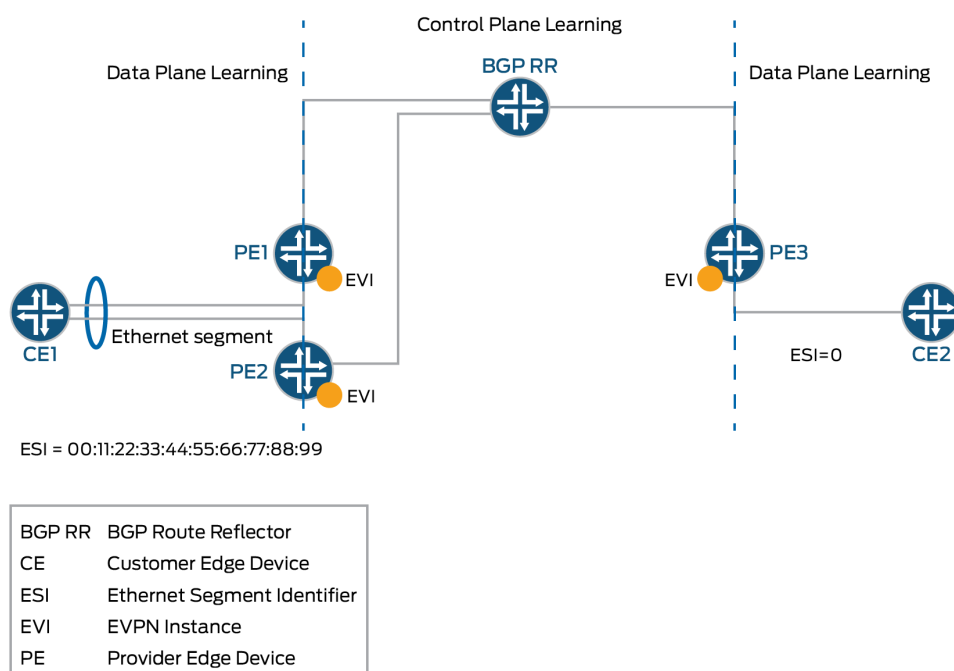 Control Plane Learning
Data Plane Learning
BGP RR
Data Plane Learning
PE1
EVI
EVI
PE3
Ethernet segment
CE1
PE2
EVI
ESI=0
CE2
ESI = 00:11:22:33:44:55:66:77:88:99
BGP RR BGP Route Reflector
CE Customer Edge Device
ESI Ethernet Segment Identifier
EVI EVPN Instance
PE Provider Edge Device